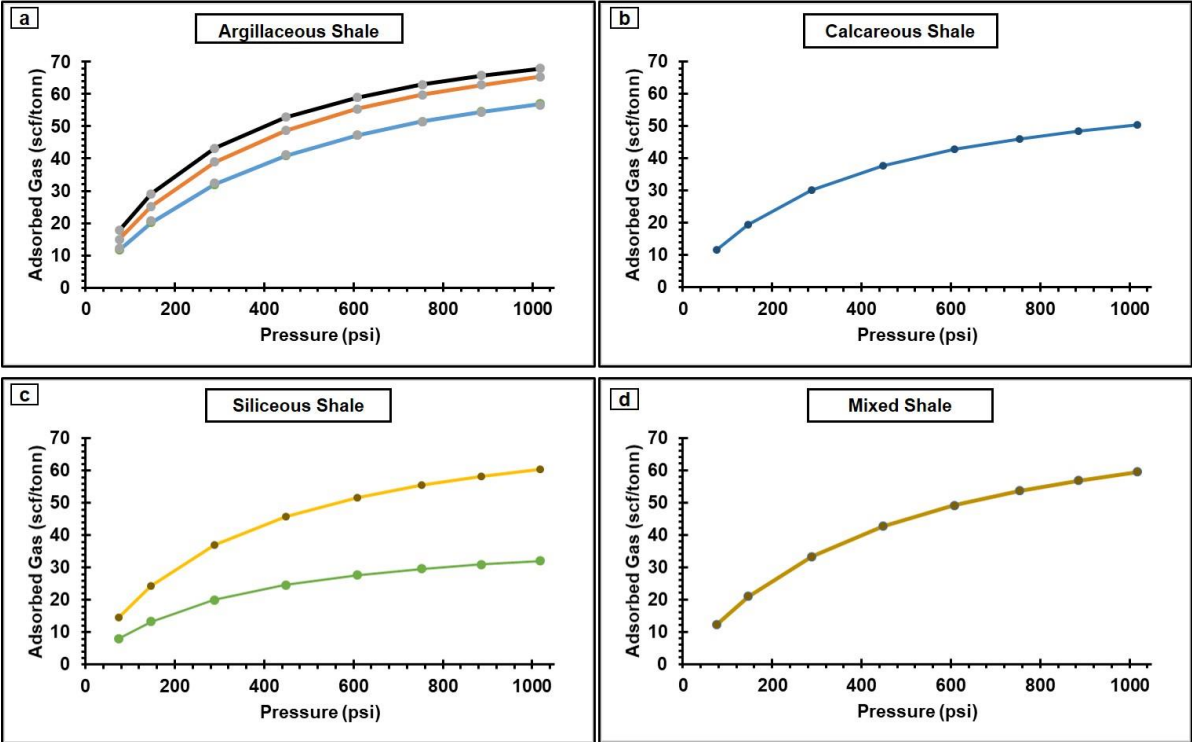 a
Argillaceous Shale
Adsorbed Gas (scf/tonn)
70
60
50
40
30
20
10
0
0 200 400 600 800 1000
Pressure (psi)
b
Calcareous Shale
Adsorbed Gas (scf/tonn)
70
60
50
40
30
20
10
0
0 200 400 600 800 1000
Pressure (psi)
c
Siliceous Shale
Adsorbed Gas (scf/tonn)
70
60
50
40
30
20
10
0
0 200 400 600 800 1000
Pressure (psi)
d
Mixed Shale
Adsorbed Gas (scf/tonn)
70
60
50
40
30
20
10
0
0 200 400 600 800 1000
Pressure (psi)